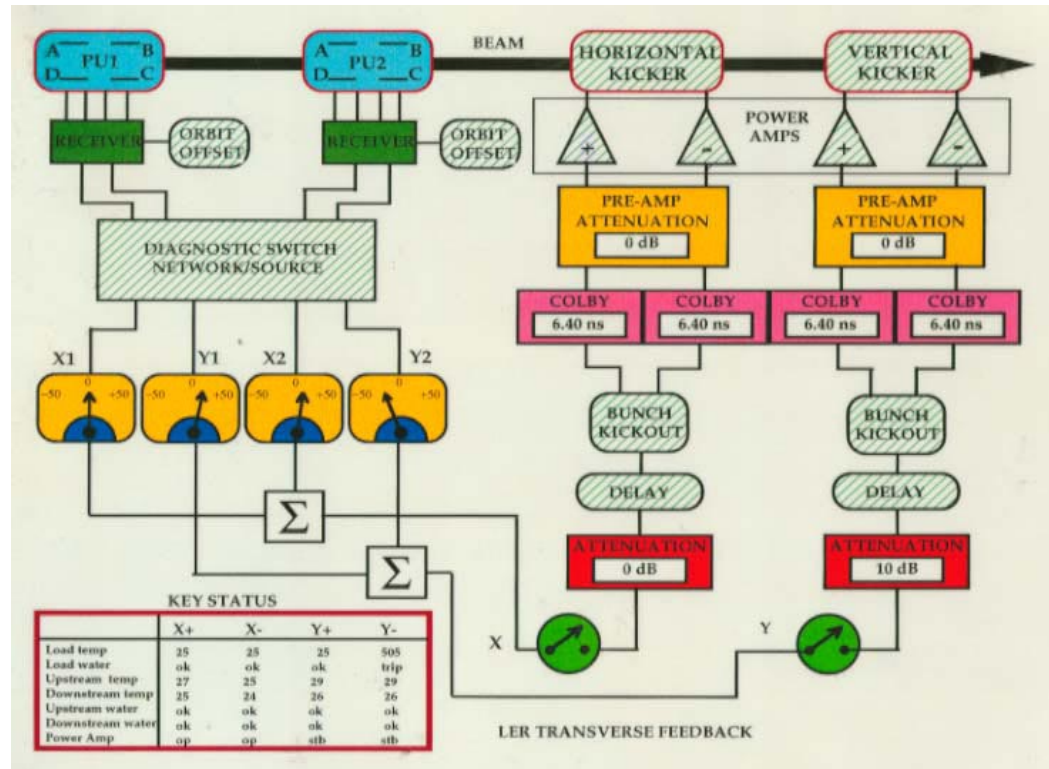 BEAM
A B
PU1
D C
A B
PU2
D C
HORIZONTAL
KICKER
VERTICAL
KICKER
RECEIVER
ORBIT
OFFSET
RECEIVER
ORBIT
OFFSET
POWER
AMPS
+
-
+
-
PRE-AMP
ATTENUATION
0 dB
PRE-AMP
ATTENUATION
0 dB
DIAGNOSTIC SWITCH
NETWORK/SOURCE
COLBY
6.40 ns
COLBY
6.40 ns
COLBY
6.40 ns
COLBY
6.40 ns
X1
Y1
X2
Y2
-50 0 +50
-50 0 +50
-50 0 +50
-50 0 +50
BUNCH
KICKOUT
BUNCH
KICKOUT
DELAY
DELAY
Σ
Σ
ATTENUATION
0 dB
ATTENUATION
10 dB
X
Y
KEY STATUS
X+ X- Y+ Y-
Load temp 25 25 25 505
Load water ok ok ok trip
Upstream temp 27 25 29 29
Downstream temp 25 24 26 26
Upstream water ok ok ok ok
Downstream water ok ok ok ok
Power Amp op op stb stb
LER TRANSVERSE FEEDBACK